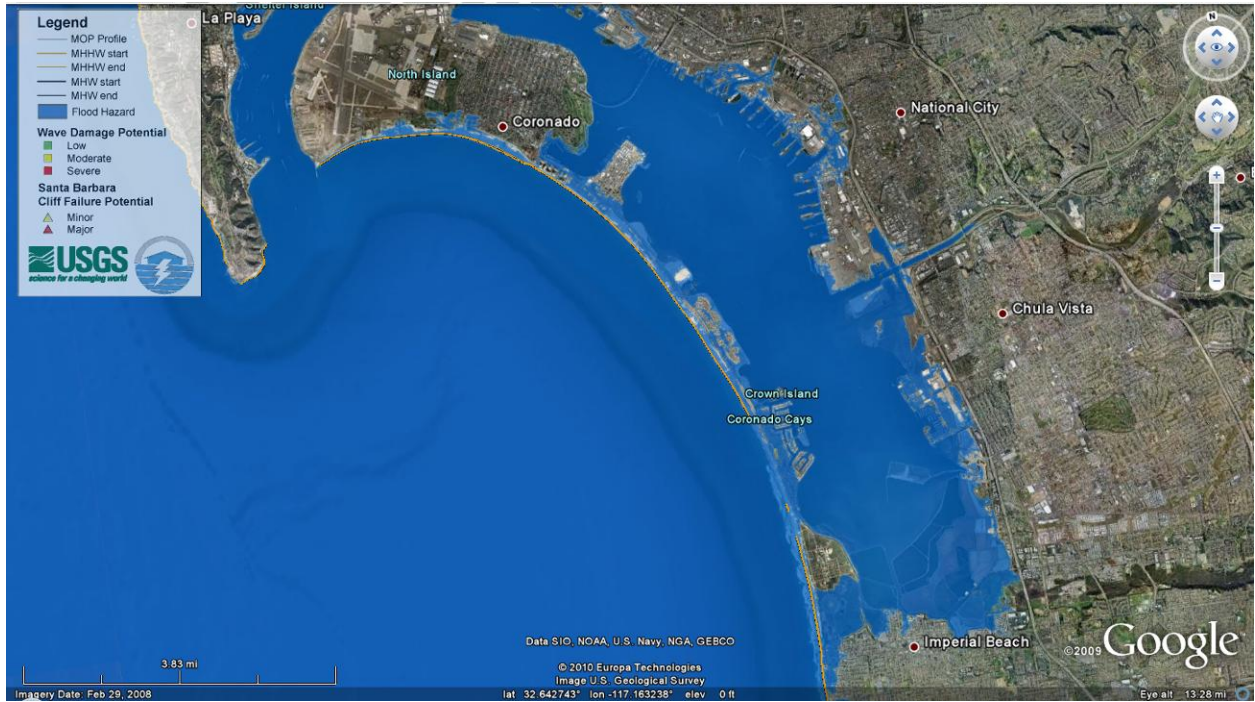 Legend
MOP Profile
MHHW start
MHHW end
MHW start
MHW end
Flood Hazard
Wave Damage Potential
Low
Moderate
Severe
Santa Barbara
Cliff Failure Potential
Minor
Major
USGS
science for a changing world
La Playa
Shelter Island
N
North Island
Coronado
National City
Chula Vista
Crown Island
Coronado Cays
Imperial Beach
Data SIO, NOAA, U.S. Navy, NGA, GEBCO
© 2010 Europa Technologies
Image U.S. Geological Survey
©2009 Google
3.83 mi
Imagery Date: Feb 29, 2008
lat 32.642743° lon -117.163238° elev 0 ft
Eye alt 13.28 mi